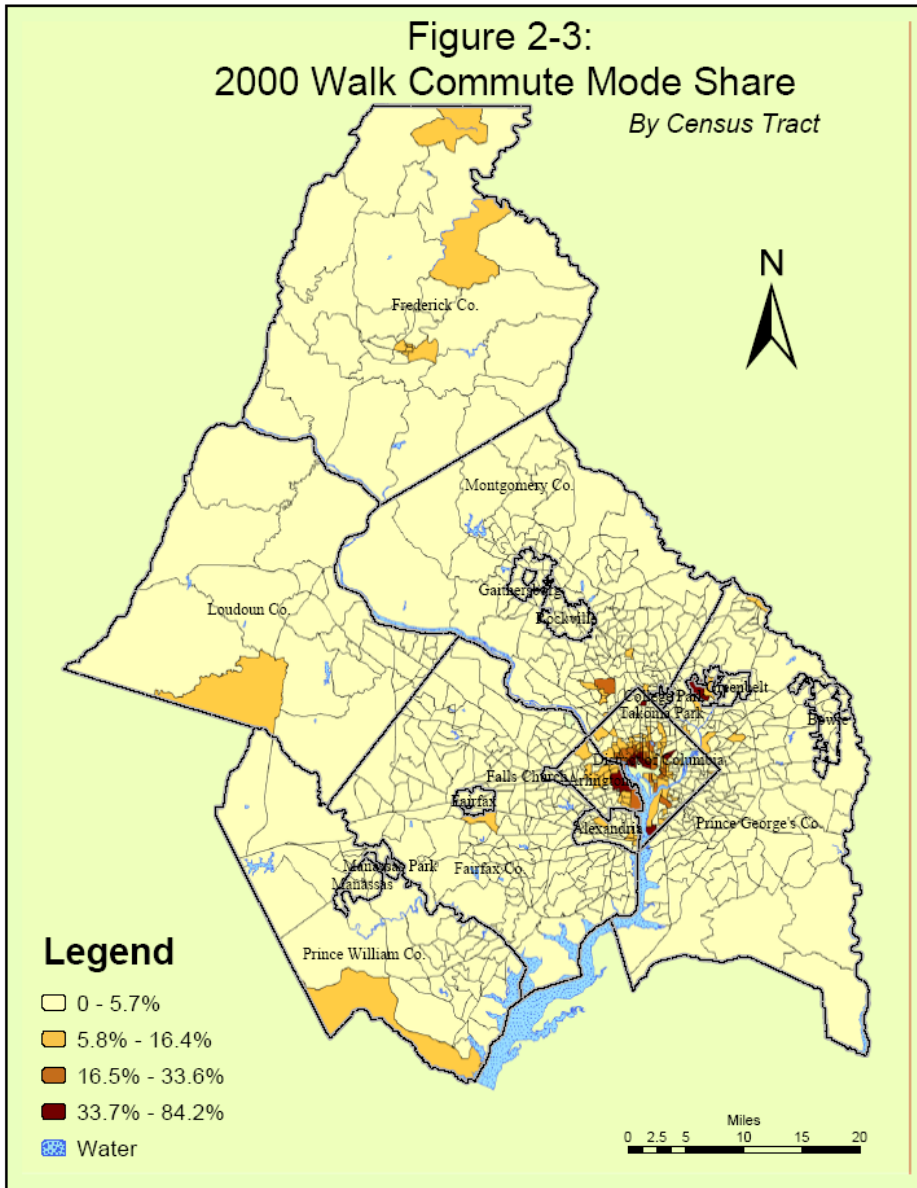 Figure 2-3:
2000 Walk Commute Mode Share
By Census Tract
N
Frederick Co.
Montgomery Co.
Gaithersburg
Rockville
Loudoun Co.
College Park
Greenbelt
Takoma Park
Bowie
District of Columbia
Falls Church
Arlington
Fairfax
Alexandria
Prince George's Co.
Manassas Park
Manassas
Fairfax Co.
Prince William Co.
Legend
0 - 5.7%
5.8% - 16.4%
16.5% - 33.6%
33.7% - 84.2%
Water
Miles
0 2.5 5 10 15 20